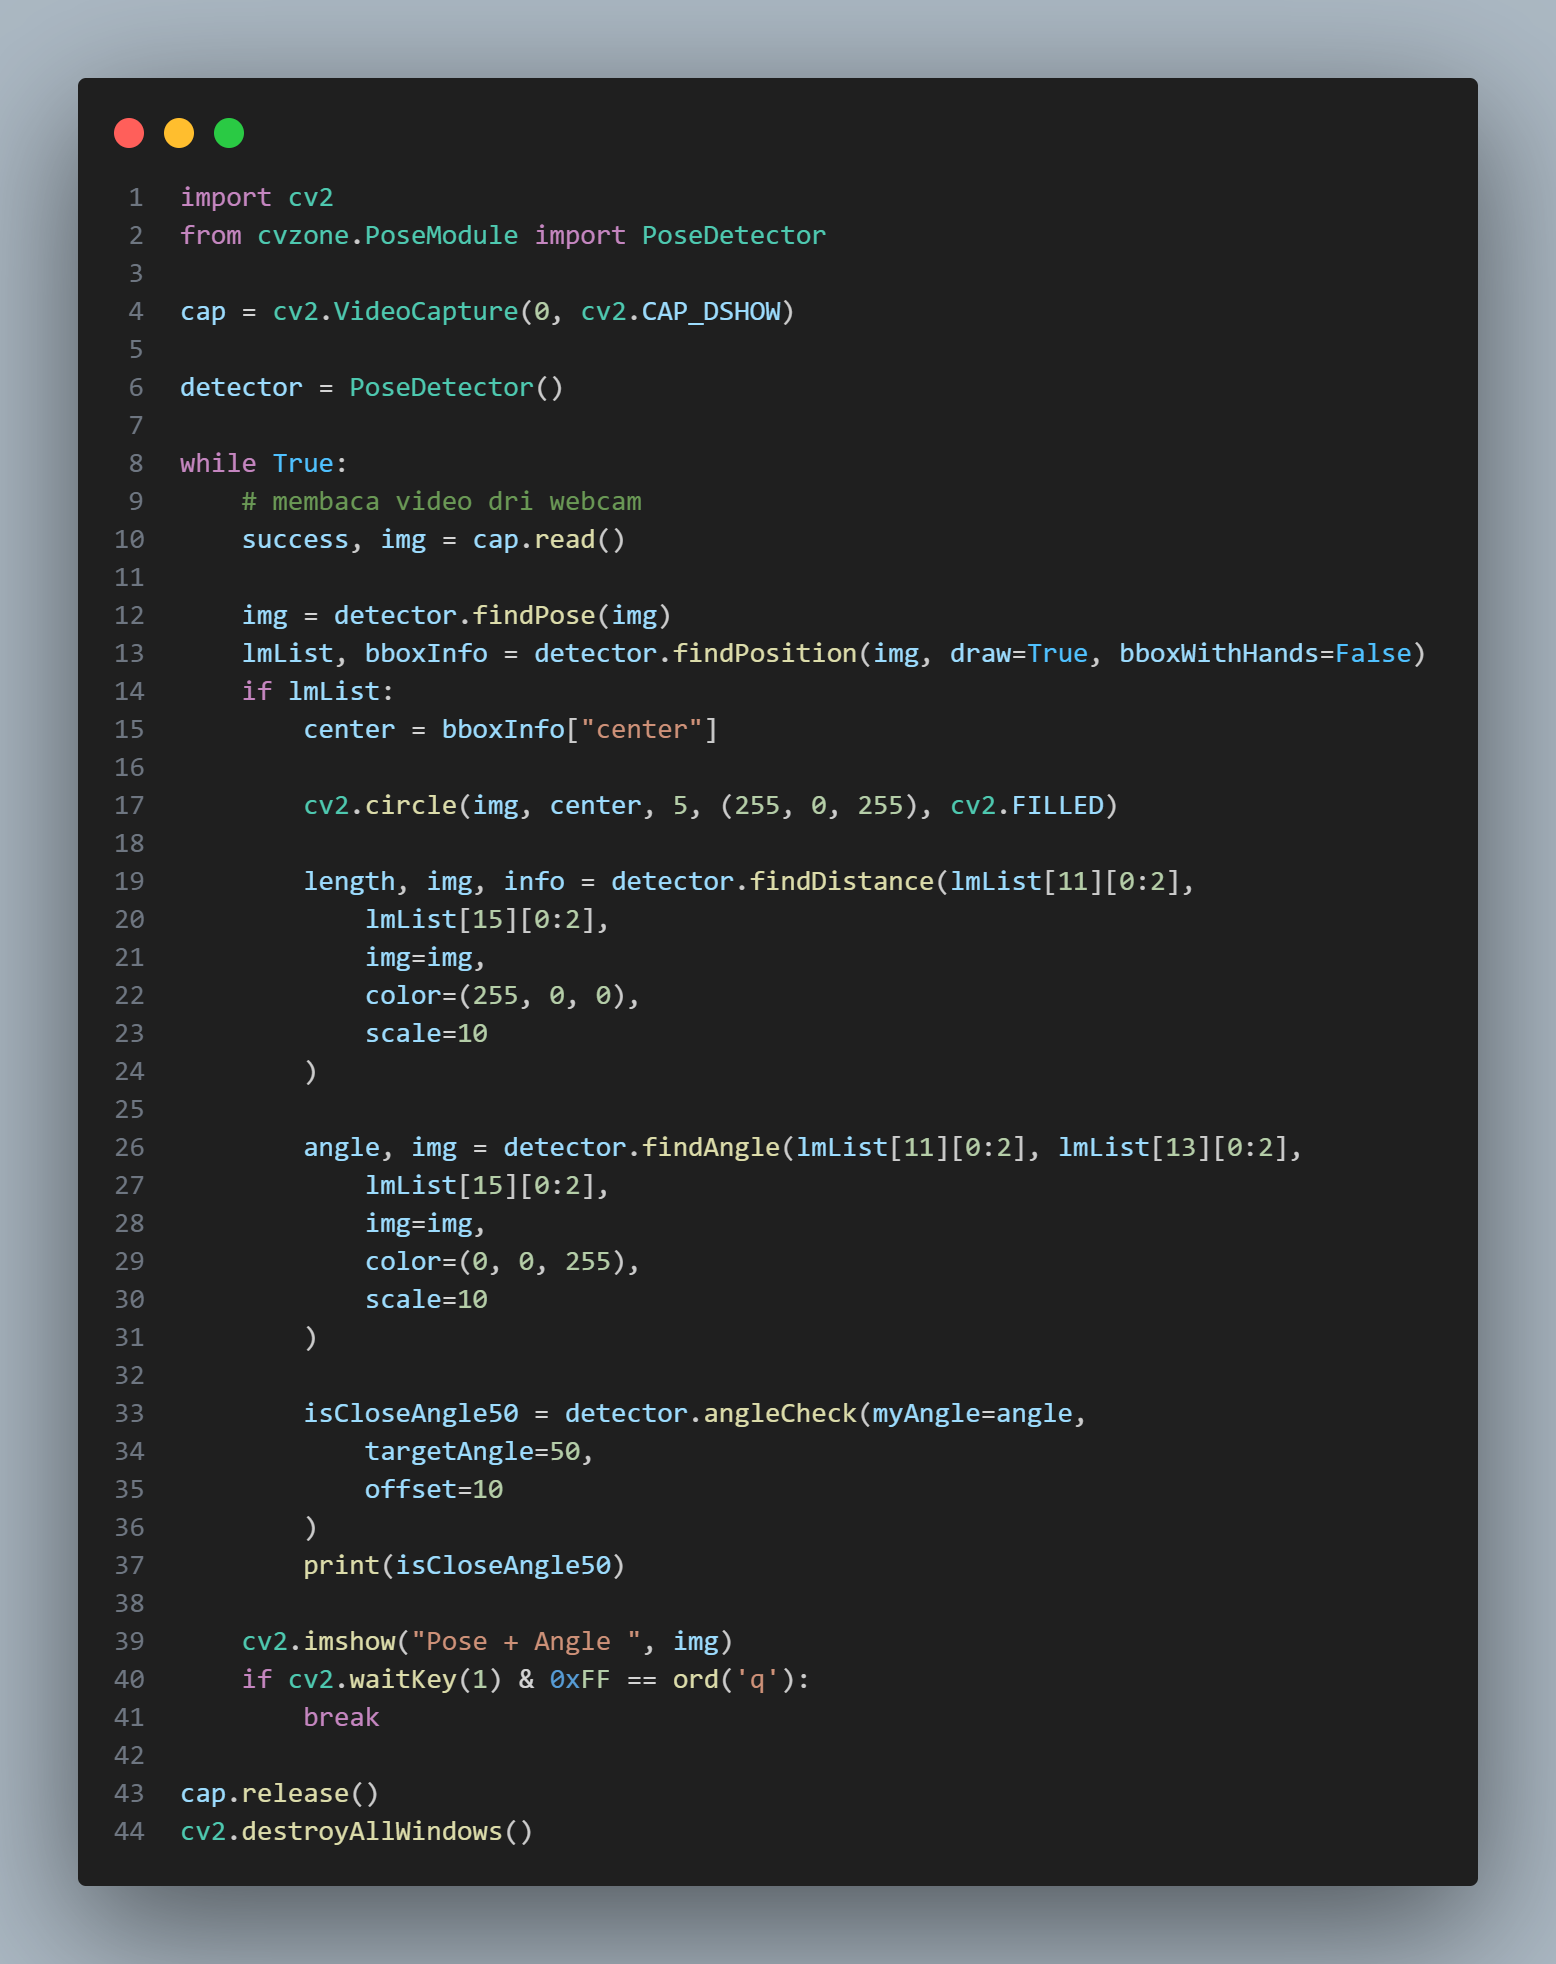 1 import cv2
2 from cvzone.PoseModule import PoseDetector
3
4 cap = cv2.VideoCapture(0, cv2.CAP_DSHOW)
5
6 detector = PoseDetector()
7
8 while True:
9     # membaca video dri webcam
10     success, img = cap.read()
11
12     img = detector.findPose(img)
13     lmList, bboxInfo = detector.findPosition(img, draw=True, bboxWithHands=False)
14     if lmList:
15         center = bboxInfo["center"]
16
17         cv2.circle(img, center, 5, (255, 0, 255), cv2.FILLED)
18
19         length, img, info = detector.findDistance(lmList[11][0:2],
20             lmList[15][0:2],
21             img=img,
22             color=(255, 0, 0),
23             scale=10
24         )
25
26         angle, img = detector.findAngle(lmList[11][0:2], lmList[13][0:2],
27             lmList[15][0:2],
28             img=img,
29             color=(0, 0, 255),
30             scale=10
31         )
32
33         isCloseAngle50 = detector.angleCheck(myAngle=angle,
34             targetAngle=50,
35             offset=10
36         )
37         print(isCloseAngle50)
38
39     cv2.imshow("Pose + Angle ", img)
40     if cv2.waitKey(1) & 0xFF == ord('q'):
41         break
42
43 cap.release()
44 cv2.destroyAllWindows()